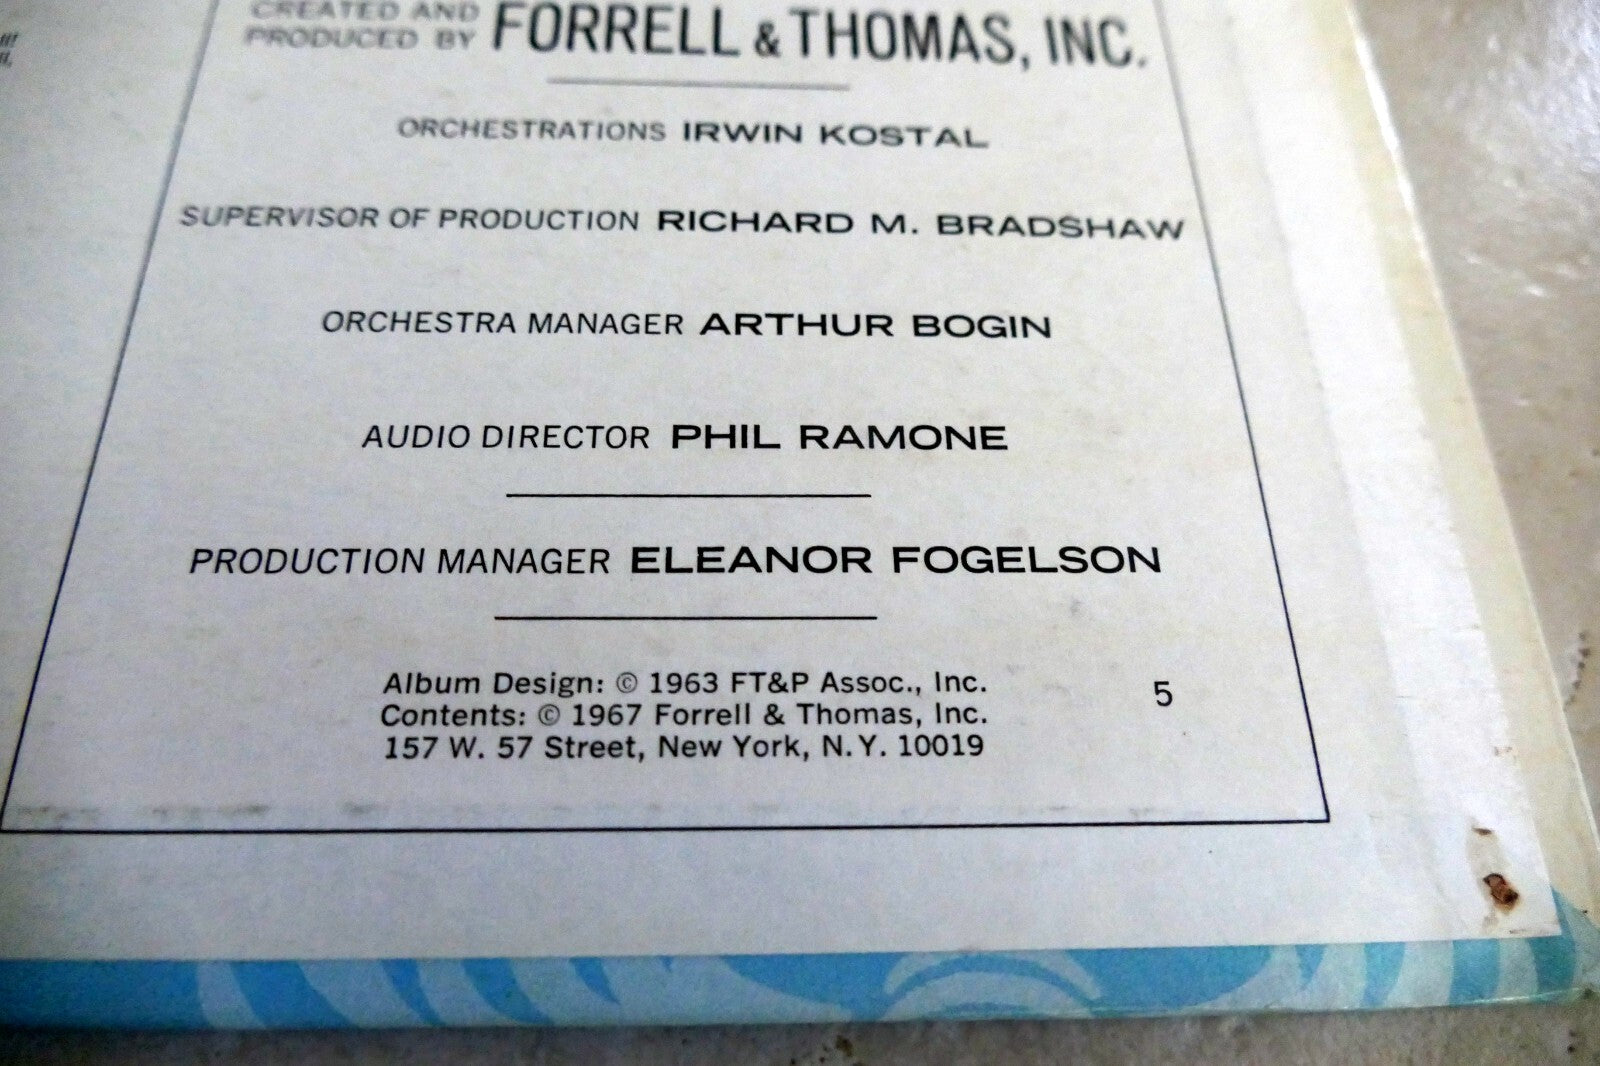 CREATED AND
PRODUCED BY FORRELL & THOMAS, INC.
ORCHESTRATIONS IRWIN KOSTAL
SUPERVISOR OF PRODUCTION RICHARD M. BRADSHAW
ORCHESTRA MANAGER ARTHUR BOGIN
AUDIO DIRECTOR PHIL RAMONE
PRODUCTION MANAGER ELEANOR FOGELSON
Album Design: © 1963 FT&P Assoc., Inc.
Contents: © 1967 Forrell & Thomas, Inc.
157 W. 57 Street, New York, N.Y. 10019
5